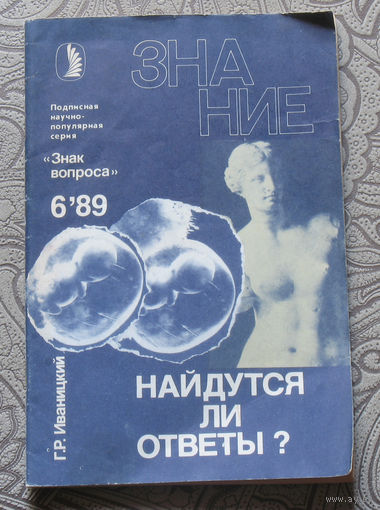 ЗНА
НИЕ
Подписная
научно-
популярная
серия
«Знак
вопроса»
6'89
Г.Р. Иваницкий
НАЙДУТСЯ
ЛИ
ОТВЕТЫ ?